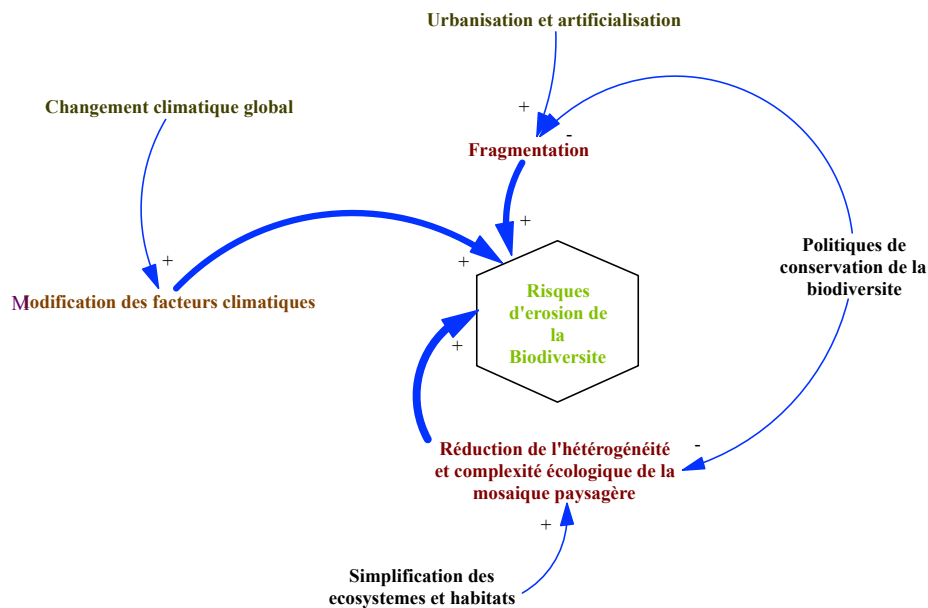 Urbanisation et artificialisation
Changement climatique global
+
-
Fragmentation
+
Politiques de
conservation de la
biodiversite
+
+
Modification des facteurs climatiques
Risques
d'erosion de
la
Biodiversite
+
Réduction de l'hétérogénéité
et complexité écologique de la
mosaique paysagère
-
+
Simplification des
ecosystemes et habitats